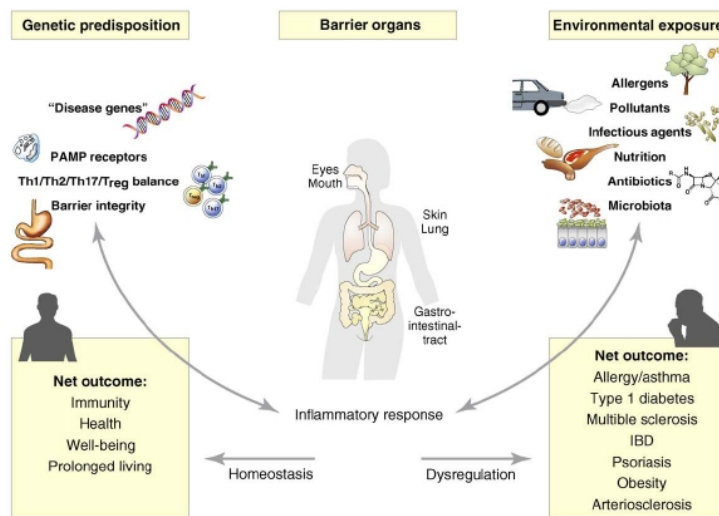 Genetic predisposition
Barrier organs
Environmental exposure
"Disease genes"
PAMP receptors
Th1/Th2/Th17/Treg balance
Barrier integrity
Eyes
Mouth
Skin
Lung
Gastro-
intestinal-
tract
Allergens
Pollutants
Infectious agents
Nutrition
Antibiotics
Microbiota
Net outcome:
Immunity
Health
Well-being
Prolonged living
Inflammatory response
Homeostasis
Dysregulation
Net outcome:
Allergy/asthma
Type 1 diabetes
Multiple sclerosis
IBD
Psoriasis
Obesity
Arteriosclerosis